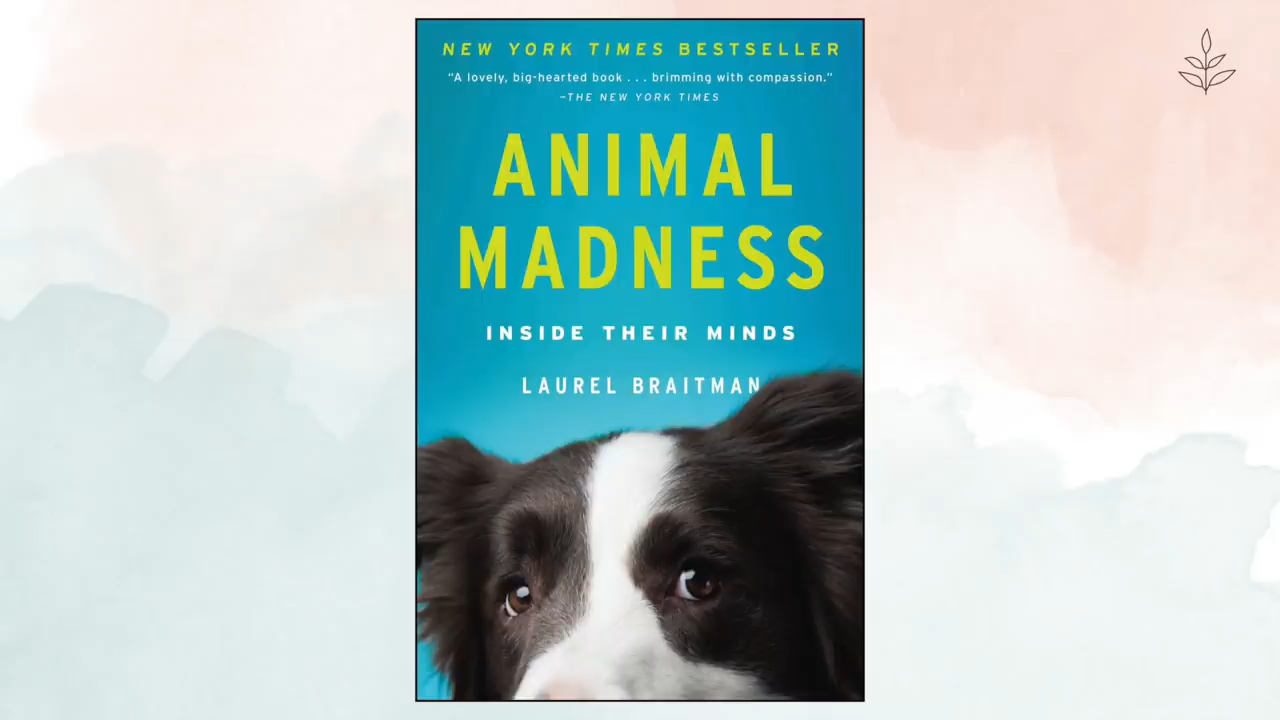 NEW YORK TIMES BESTSELLER
“A lovely, big-hearted book . . . brimming with compassion.”
–THE NEW YORK TIMES
ANIMAL
MADNESS
INSIDE THEIR MINDS
LAUREL BRAITMAN